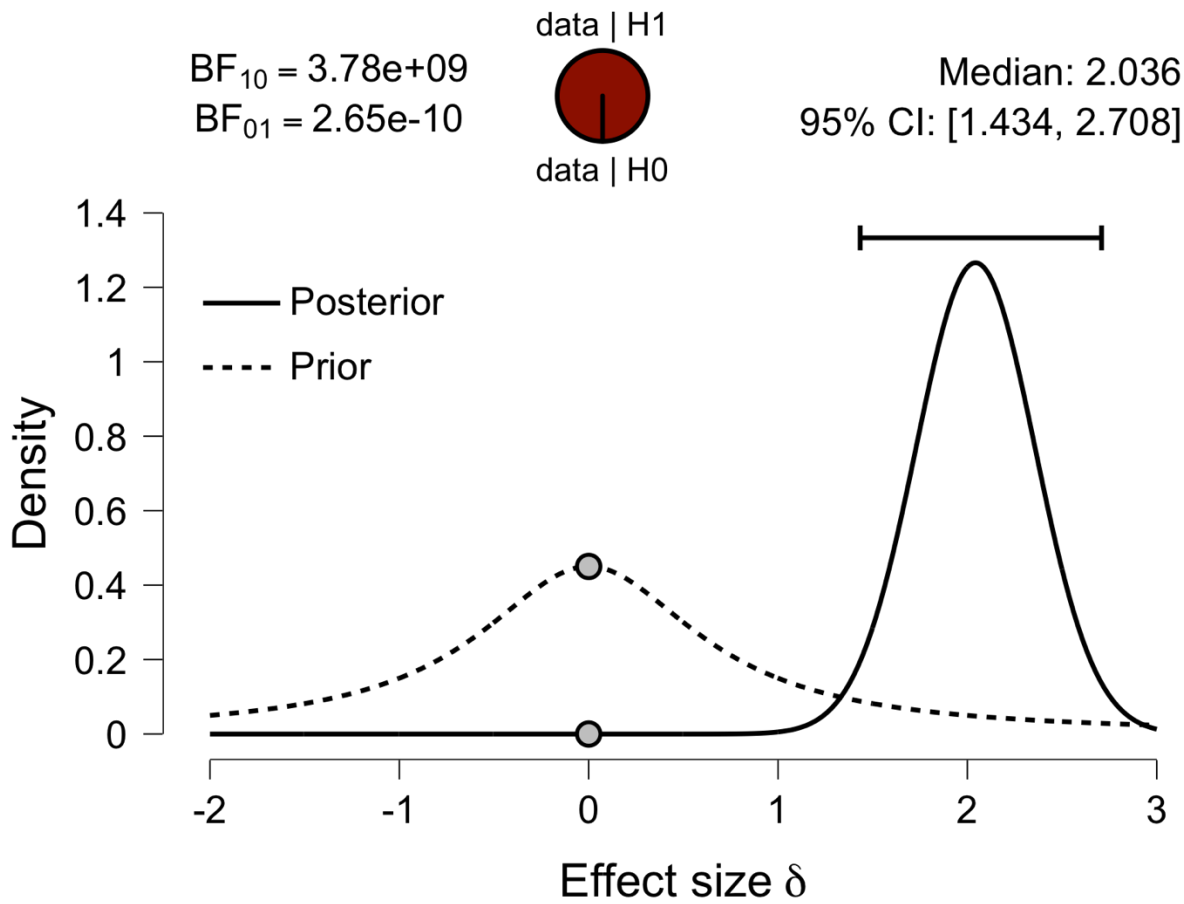 data | H1
BF10 = 3.78e+09
BF01 = 2.65e-10
Median: 2.036
95% CI: [1.434, 2.708]
data | H0
1.4
1.2
1
0.8
0.6
0.4
0.2
0
Density
Posterior
Prior
-2
-1
0
1
2
3
Effect size δ